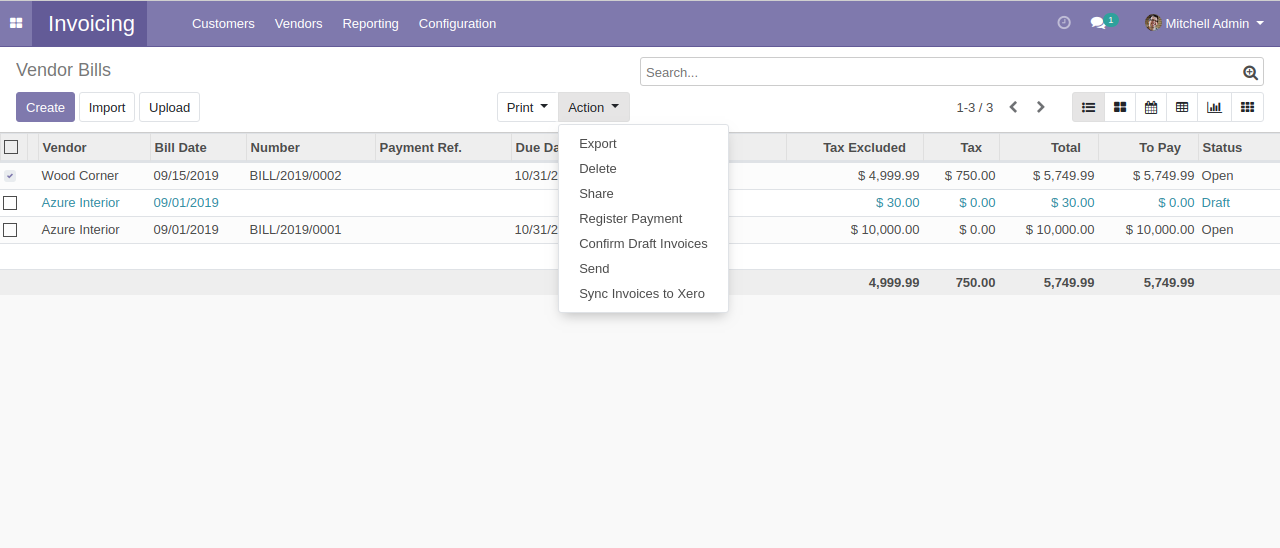 Invoicing Customers Vendors Reporting Configuration 1 Mitchell Admin
Vendor Bills
Search...
Create Import Upload Print Action 1-3 / 3
Vendor Bill Date Number Payment Ref. Due Da Tax Excluded Tax Total To Pay Status
Wood Corner 09/15/2019 BILL/2019/0002 10/31/2 $ 4,999.99 $ 750.00 $ 5,749.99 $ 5,749.99 Open
Azure Interior 09/01/2019 $ 30.00 $ 0.00 $ 30.00 $ 0.00 Draft
Azure Interior 09/01/2019 BILL/2019/0001 10/31/2 $ 10,000.00 $ 0.00 $ 10,000.00 $ 10,000.00 Open
4,999.99 750.00 5,749.99 5,749.99
Export
Delete
Share
Register Payment
Confirm Draft Invoices
Send
Sync Invoices to Xero